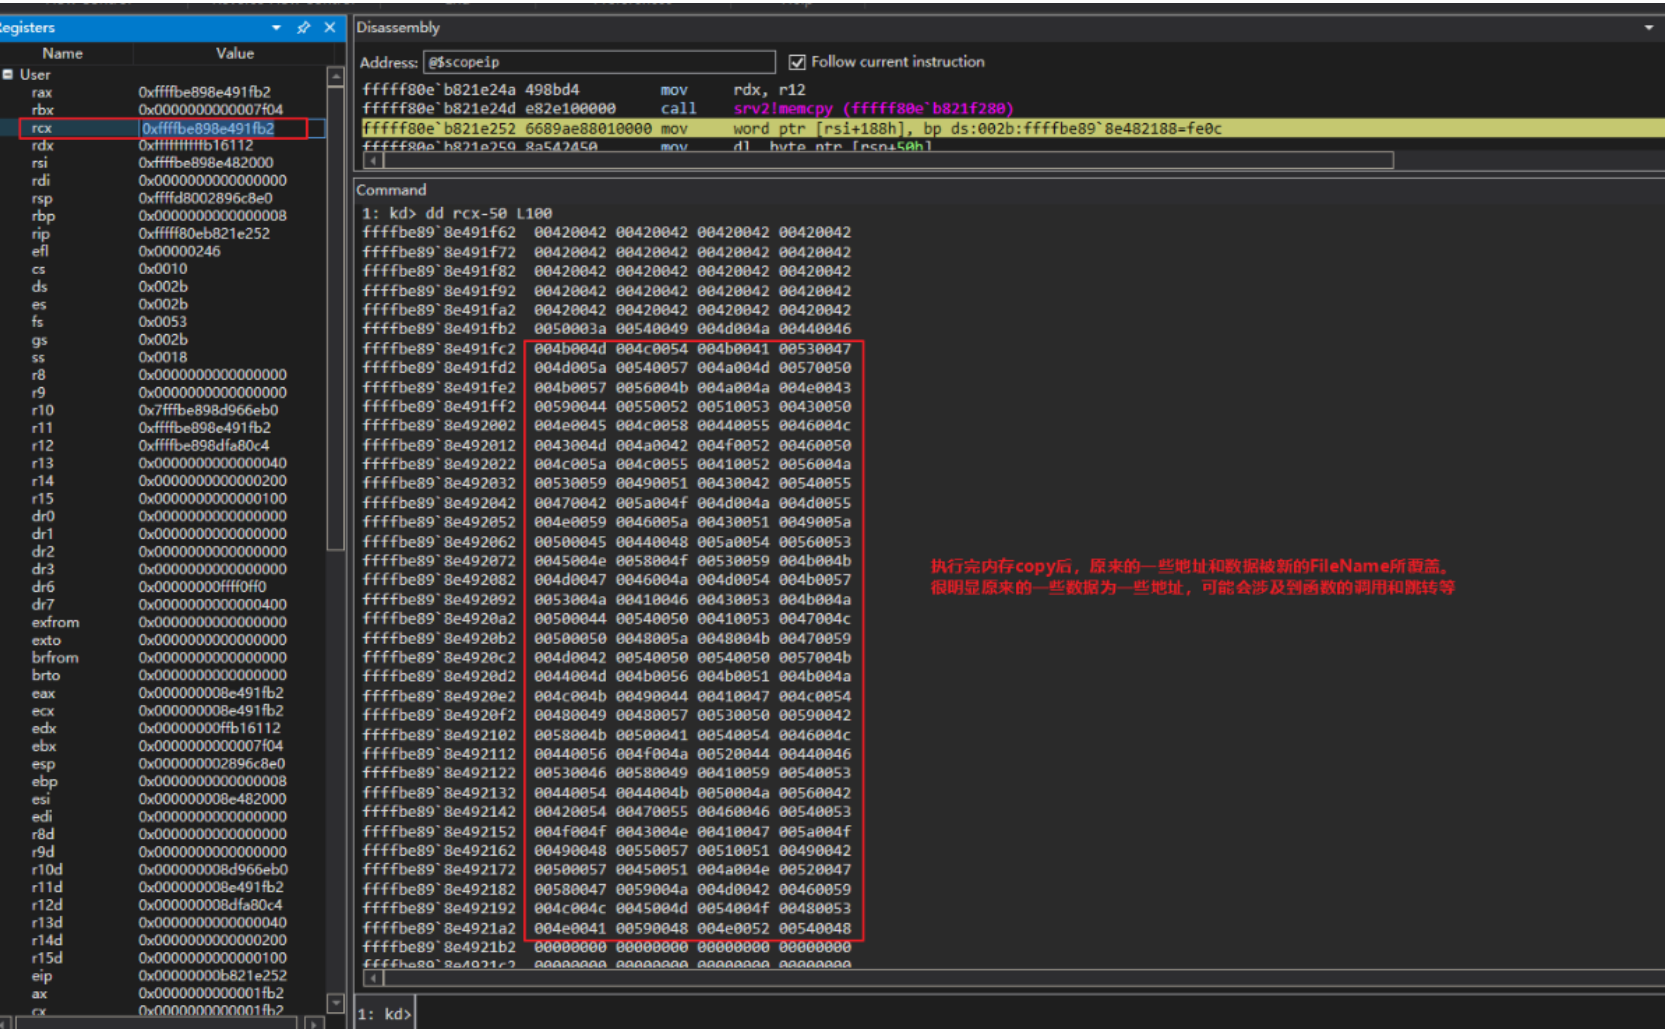 Registers
Disassembly
Name Value
Address: @$scopeip
Follow current instruction
User
rax 0xffffbe898e491fb2
rbx 0x0000000000007f04
rcx 0xffffbe898e491fb2
rdx 0xffffffffffb16112
rsi 0xffffbe898e482000
rdi 0x0000000000000000
rsp 0xffffd8002896c8e0
rbp 0x0000000000000008
rip 0xfffff80eb821e252
efl 0x00000246
cs 0x0010
ds 0x002b
es 0x002b
fs 0x0053
gs 0x002b
ss 0x0018
r8 0x0000000000000000
r9 0x0000000000000000
r10 0x7fffbe898d966eb0
r11 0xffffbe898e491fb2
r12 0xffffbe898dfa80c4
r13 0x0000000000000040
r14 0x0000000000000200
r15 0x0000000000000100
dr0 0x0000000000000000
dr1 0x0000000000000000
dr2 0x0000000000000000
dr3 0x0000000000000000
dr6 0x00000000ffff0ff0
dr7 0x0000000000000400
exfrom 0x0000000000000000
exto 0x0000000000000000
brfrom 0x0000000000000000
brto 0x0000000000000000
eax 0x000000008e491fb2
ecx 0x000000008e491fb2
edx 0x00000000ffb16112
ebx 0x0000000000007f04
esp 0x000000002896c8e0
ebp 0x0000000000000008
esi 0x000000008e482000
edi 0x0000000000000000
r8d 0x0000000000000000
r9d 0x0000000000000000
r10d 0x000000008d966eb0
r11d 0x000000008e491fb2
r12d 0x000000008dfa80c4
r13d 0x0000000000000040
r14d 0x0000000000000200
r15d 0x0000000000000100
eip 0x00000000b821e252
ax 0x0000000000001fb2
cx 0x0000000000001fb2
fffff80e`b821e24a 498bd4 mov rdx, r12
fffff80e`b821e24d e82e100000 call srv2!memcpy (fffff80e`b821f280)
fffff80e`b821e252 6689ae88010000 mov word ptr [rsi+188h], bp ds:002b:ffffbe89`8e482188=fe0c
fffff80e`b821e259 8a542450 mov dl, byte ptr [rsp+50h]
Command
1: kd> dd rcx-50 L100
ffffbe89`8e491f62 00420042 00420042 00420042 00420042
ffffbe89`8e491f72 00420042 00420042 00420042 00420042
ffffbe89`8e491f82 00420042 00420042 00420042 00420042
ffffbe89`8e491f92 00420042 00420042 00420042 00420042
ffffbe89`8e491fa2 00420042 00420042 00420042 00420042
ffffbe89`8e491fb2 0050003a 00540049 004d004a 00440046
ffffbe89`8e491fc2 004b004d 004c0054 004b0041 00530047
ffffbe89`8e491fd2 004d005a 00540057 004a004d 00570050
ffffbe89`8e491fe2 004b0057 0056004b 004a004a 004e0043
ffffbe89`8e491ff2 00590044 00550052 00510053 00430050
ffffbe89`8e492002 004e0045 004c0058 00440055 0046004c
ffffbe89`8e492012 0043004d 004a0042 004f0052 00460050
ffffbe89`8e492022 004c005a 004c0055 00410052 0056004a
ffffbe89`8e492032 00530059 00490051 00430042 00540055
ffffbe89`8e492042 00470042 005a004f 004d004a 004d0055
ffffbe89`8e492052 004e0059 0046005a 00430051 0049005a
ffffbe89`8e492062 00500045 00440048 005a0054 00560053
ffffbe89`8e492072 0045004e 0058004f 00530059 004b004b
ffffbe89`8e492082 004d0047 0046004a 004d0054 004b0057
ffffbe89`8e492092 0053004a 00410046 00430053 004b004a
ffffbe89`8e4920a2 00500044 00540050 00410053 0047004c
ffffbe89`8e4920b2 00500050 0048005a 0048004b 00470059
ffffbe89`8e4920c2 004d0042 00540050 00540050 0057004b
ffffbe89`8e4920d2 0044004d 004b0056 004b0051 004b004a
ffffbe89`8e4920e2 004c004b 00490044 00410047 004c0054
ffffbe89`8e4920f2 00480049 00480057 00530050 00590042
ffffbe89`8e492102 0058004b 00500041 00540054 0046004c
ffffbe89`8e492112 00440056 004f004a 00520044 00440046
ffffbe89`8e492122 00530046 00580049 00410059 00540053
ffffbe89`8e492132 00440054 0044004b 0050004a 00560042
ffffbe89`8e492142 00420054 00470055 00460046 00540053
ffffbe89`8e492152 004f004f 0043004e 00410047 005a004f
ffffbe89`8e492162 00490048 00550057 00510051 00490042
ffffbe89`8e492172 00500057 00450051 004a004e 00520047
ffffbe89`8e492182 00580047 0059004a 004d0042 00460059
ffffbe89`8e492192 004c004c 0045004d 0054004f 00480053
ffffbe89`8e4921a2 004e0041 00590048 004e0052 00540048
ffffbe89`8e4921b2 00000000 00000000 00000000 00000000
ffffbe89`8e4921c2 00000000 00000000 00000000 00000000
执行完内存copy后，原来的一些地址和数据被新的FileName所覆盖。
很明显原来的一些数据为一些地址，可能会涉及到函数的调用和跳转等
1: kd>